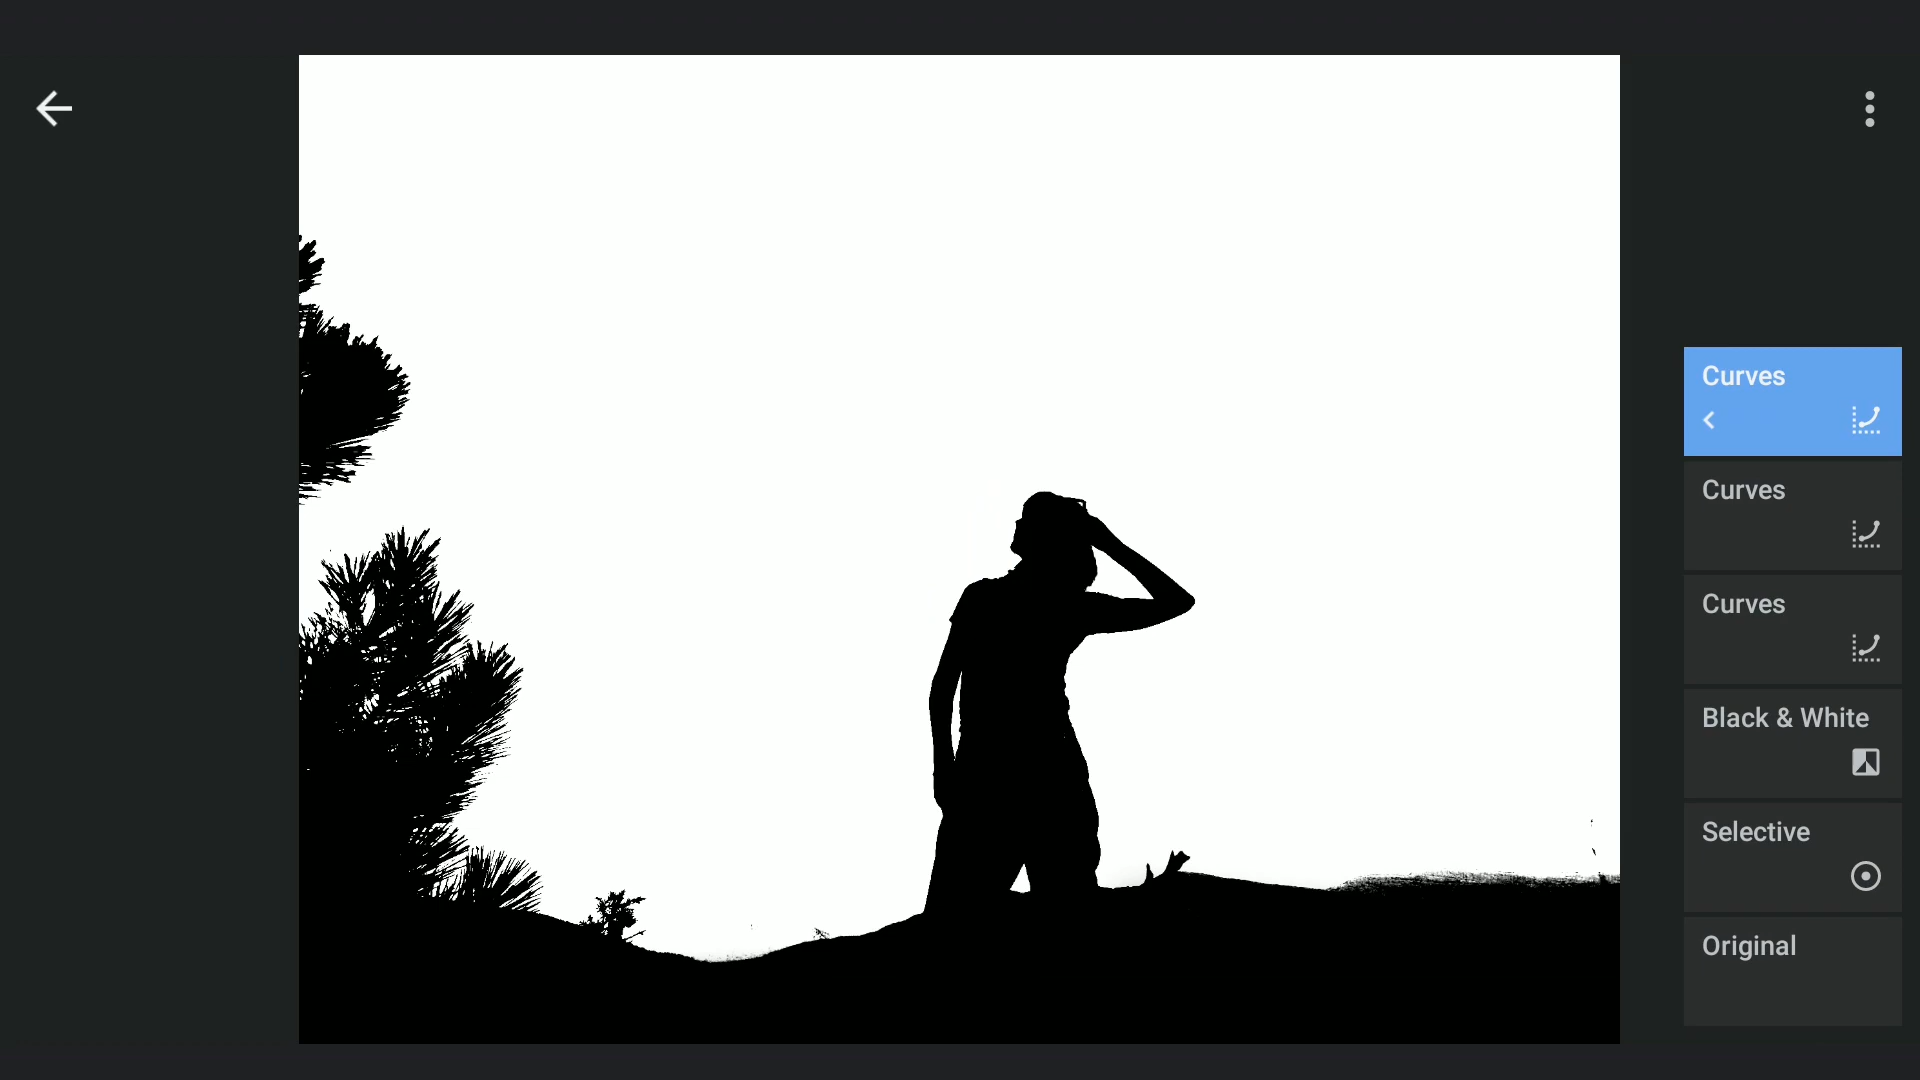 Curves
Curves
Curves
Black & White
Selective
Original